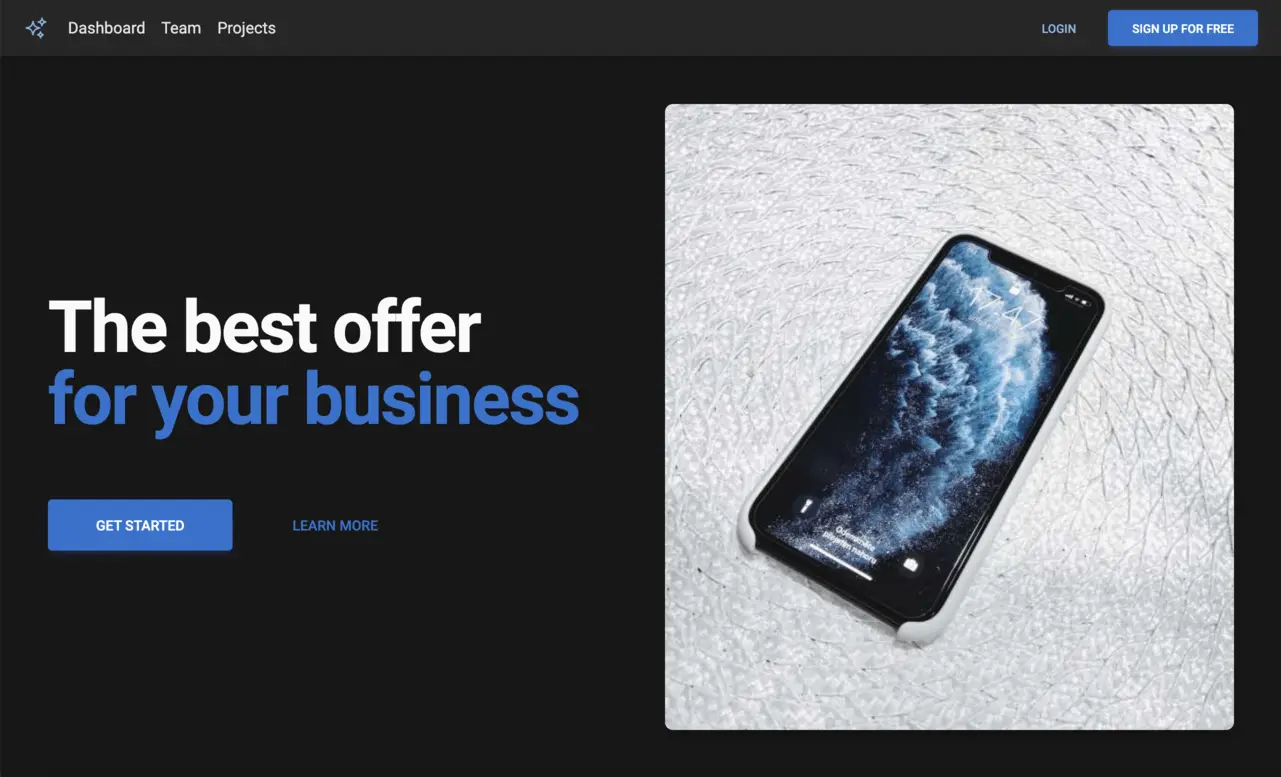 Dashboard Team Projects LOGIN SIGN UP FOR FREE
The best offer
for your business
GET STARTED LEARN MORE
17:47